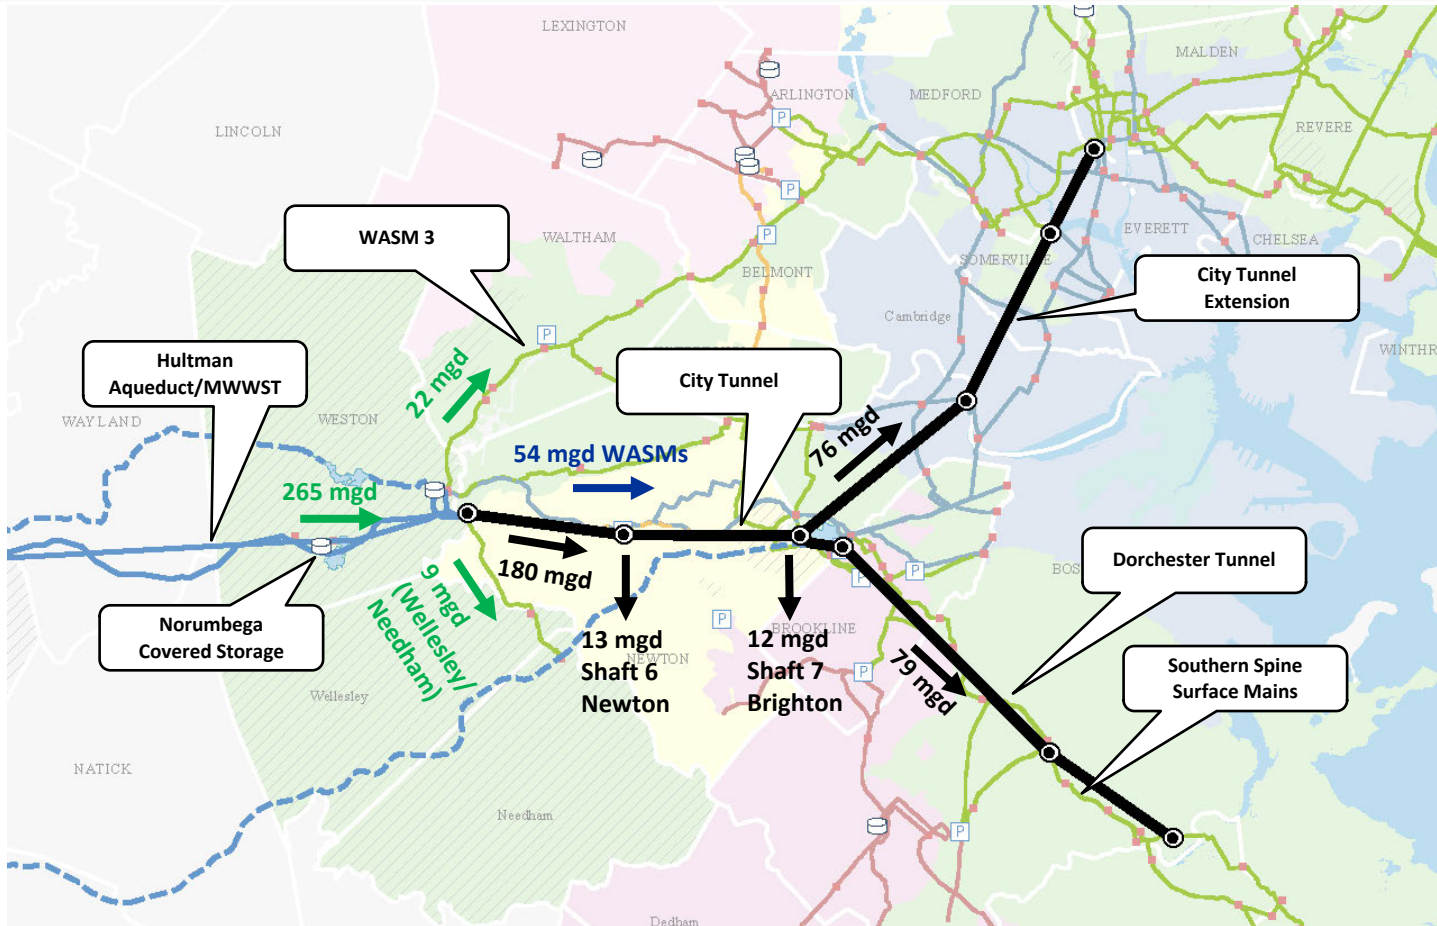 LEXINGTON
MALDEN
ARLINGTON
MEDFORD
P
REVERE
LINCOLN
P
WASM 3
WALTHAM
P
EVERETT
CHELSEA
SOMERVILLE
BELMONT
City Tunnel
Extension
Cambridge
P
WINTHR
Hultman
Aqueduct/MWWST
22 mgd
City Tunnel
WAYLAND
WESTON
76 mgd
54 mgd WASMs
265 mgd
180 mgd
P
P
BOS
Dorchester Tunnel
9 mgd
(Wellesley/
Needham)
Norumbega
Covered Storage
P
BROOKLINE
13 mgd
Shaft 6
Newton
NEWTON
12 mgd
Shaft 7
Brighton
P
79 mgd
Southern Spine
Surface Mains
Wellesley
NATICK
Needham
P
Dedham